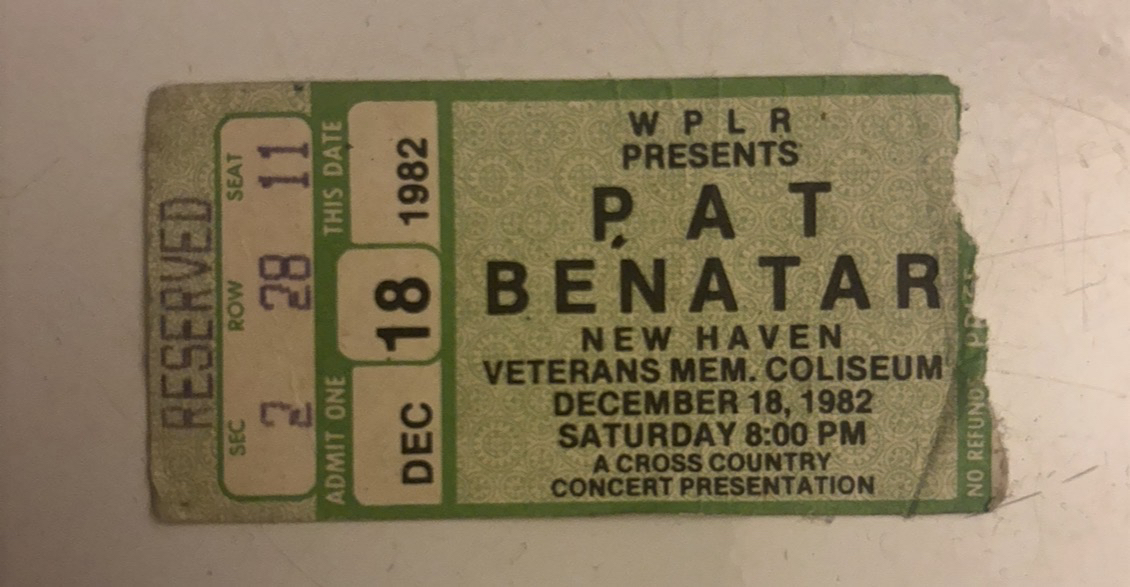 RESERVED
SEC 2 ROW 28 SEAT 11
ADMIT ONE THIS DATE
DEC 18 1982
WPLR
PRESENTS
PAT
BENATAR
NEW HAVEN
VETERANS MEM. COLISEUM
DECEMBER 18, 1982
SATURDAY 8:00 PM
A CROSS COUNTRY
CONCERT PRESENTATION
NO REFUND